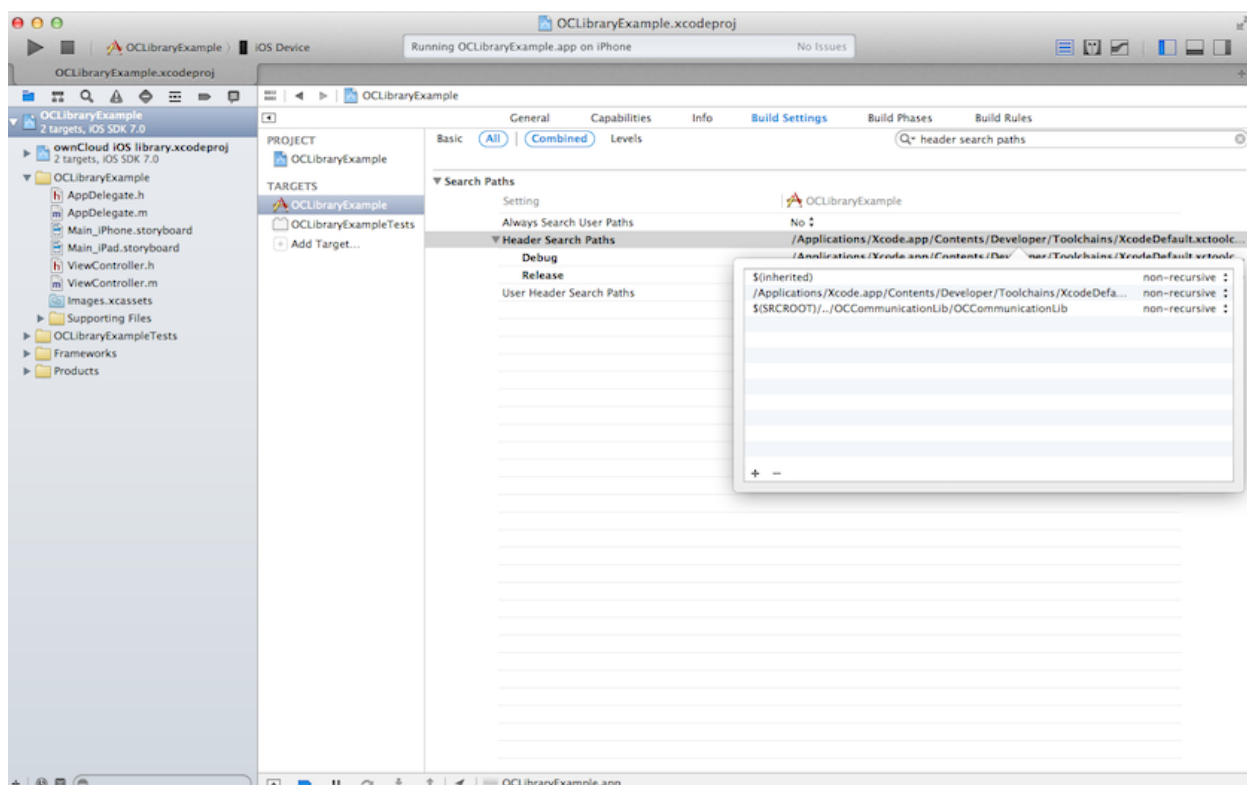 OCLibraryExample.xcodeproj
OCLibraryExample
iOS Device
Running OCLibraryExample.app on iPhone
No Issues
OCLibraryExample.xcodeproj
OCLibraryExample
OCLibraryExample
2 targets, iOS SDK 7.0
ownCloud iOS library.xcodeproj
2 targets, iOS SDK 7.0
OCLibraryExample
h AppDelegate.h
m AppDelegate.m
Main_iPhone.storyboard
Main_iPad.storyboard
h ViewController.h
m ViewController.m
Images.xcassets
Supporting Files
OCLibraryExampleTests
Frameworks
Products
PROJECT
OCLibraryExample
TARGETS
OCLibraryExample
OCLibraryExampleTests
Add Target...
General Capabilities Info Build Settings Build Phases Build Rules
Basic All Combined Levels
header search paths
Search Paths
Setting OCLibraryExample
Always Search User Paths No
Header Search Paths /Applications/Xcode.app/Contents/Developer/Toolchains/XcodeDefault.xctoolc...
Debug
Release
User Header Search Paths
$(inherited) non-recursive
/Applications/Xcode.app/Contents/Developer/Toolchains/XcodeDefa... non-recursive
$(SRCROOT)/../OCCommunicationLib/OCCommunicationLib non-recursive
OCLibraryExample.app